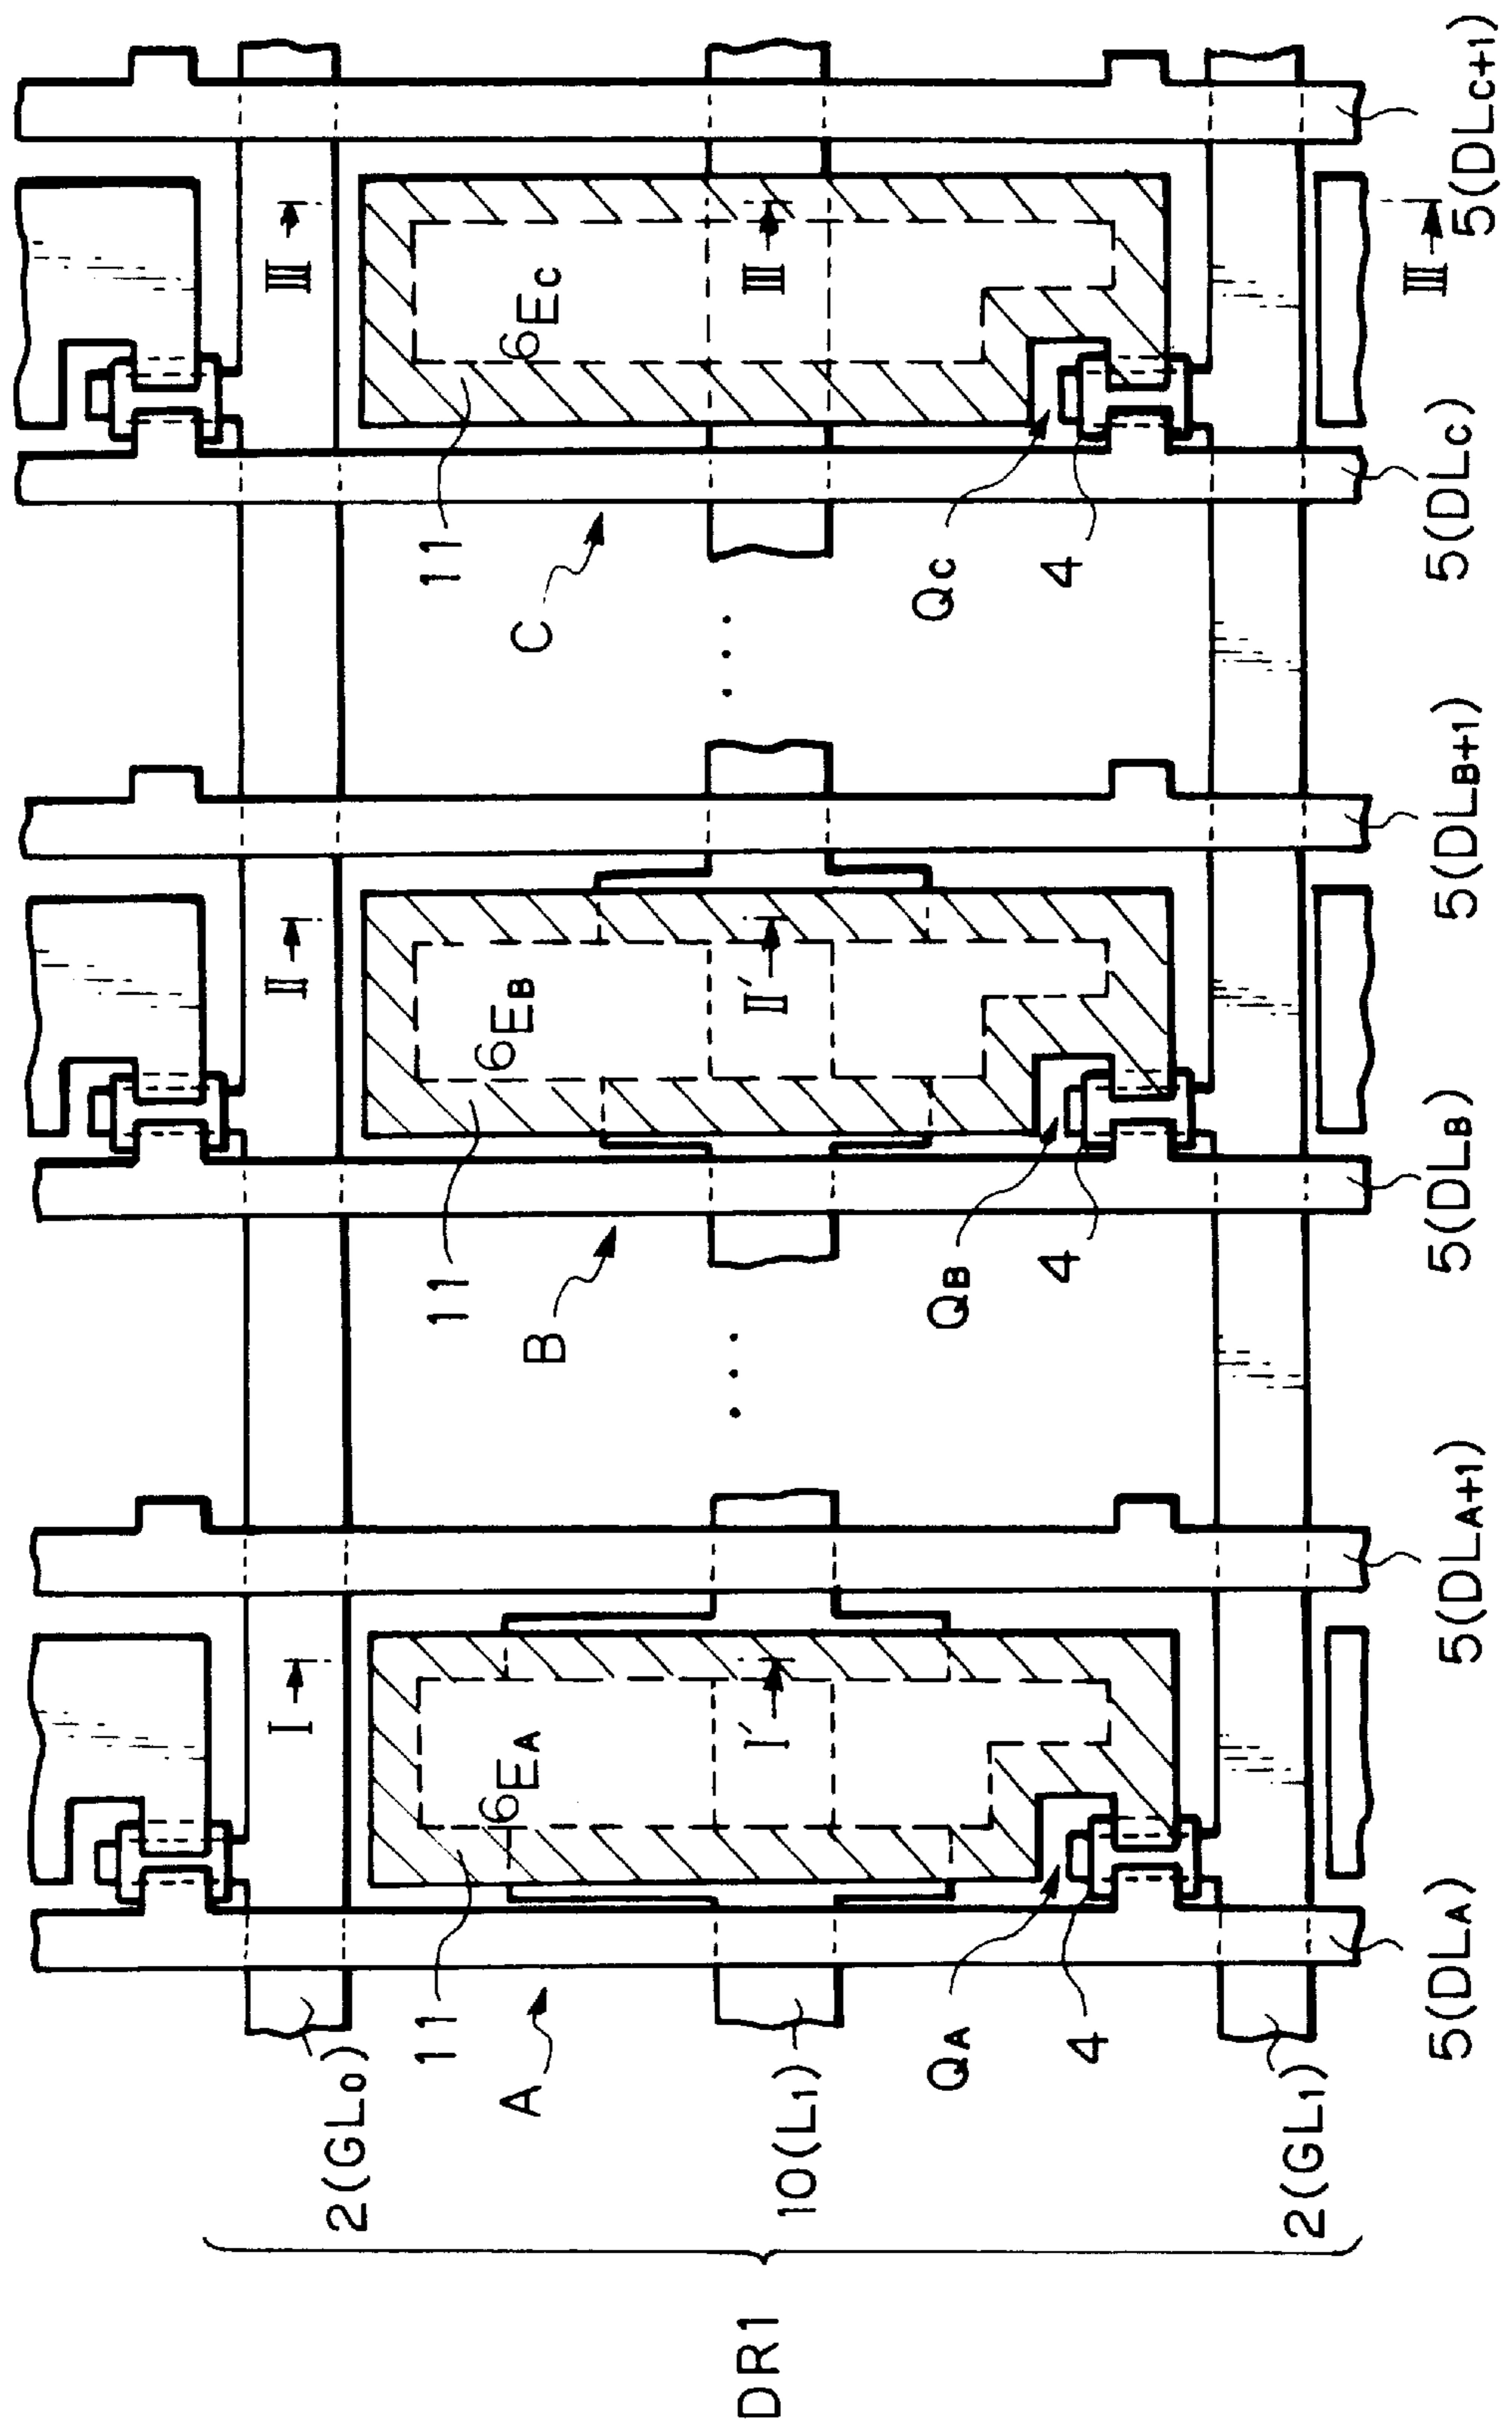 I II III
2(GL0)
11 11 11
A 6EA B 6EB C 6EC
... ...
DR1 10(L1) I' II' III
QA QB QC
4 4 4
2(GL1)
III
5(DLA) 5(DLA+1) 5(DLB) 5(DLB+1) 5(DLC) 5(DLC+1)